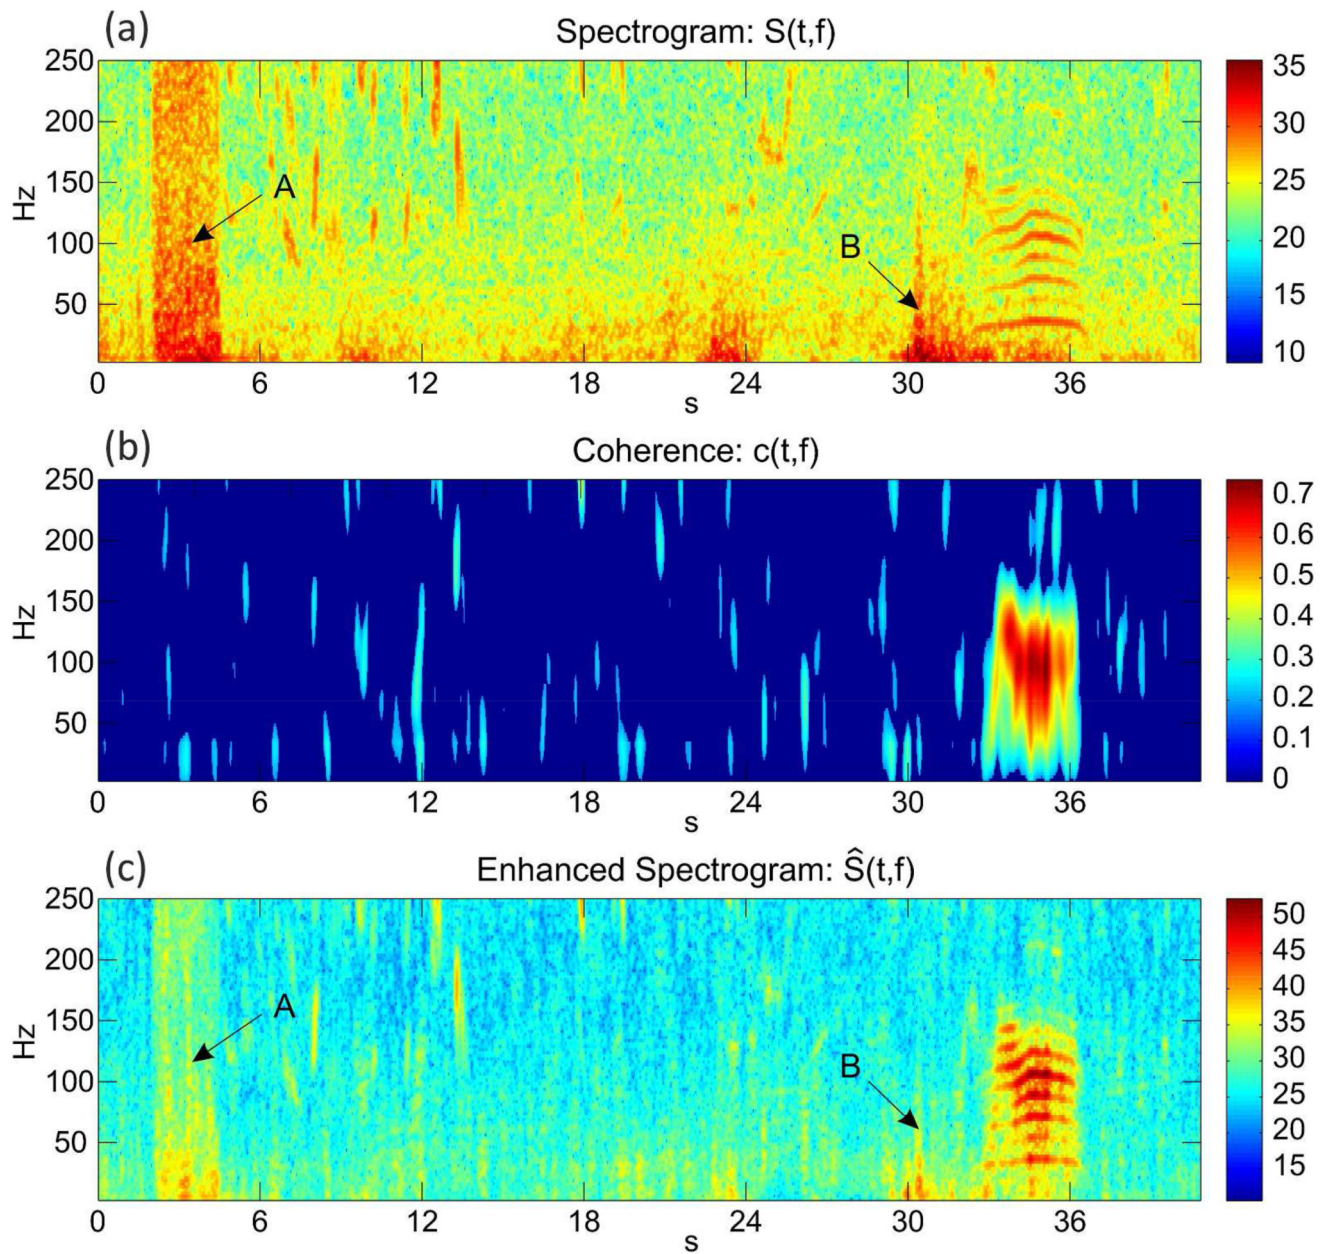 (a)
Spectrogram: S(t,f)
250
200
150
100
50
Hz
A
B
0 6 12 18 24 30 36
s
35
30
25
20
15
10
(b)
Coherence: c(t,f)
250
200
150
100
50
Hz
0 6 12 18 24 30 36
s
0.7
0.6
0.5
0.4
0.3
0.2
0.1
0
(c)
Enhanced Spectrogram: Ŝ(t,f)
250
200
150
100
50
Hz
A
B
0 6 12 18 24 30 36
s
50
45
40
35
30
25
20
15